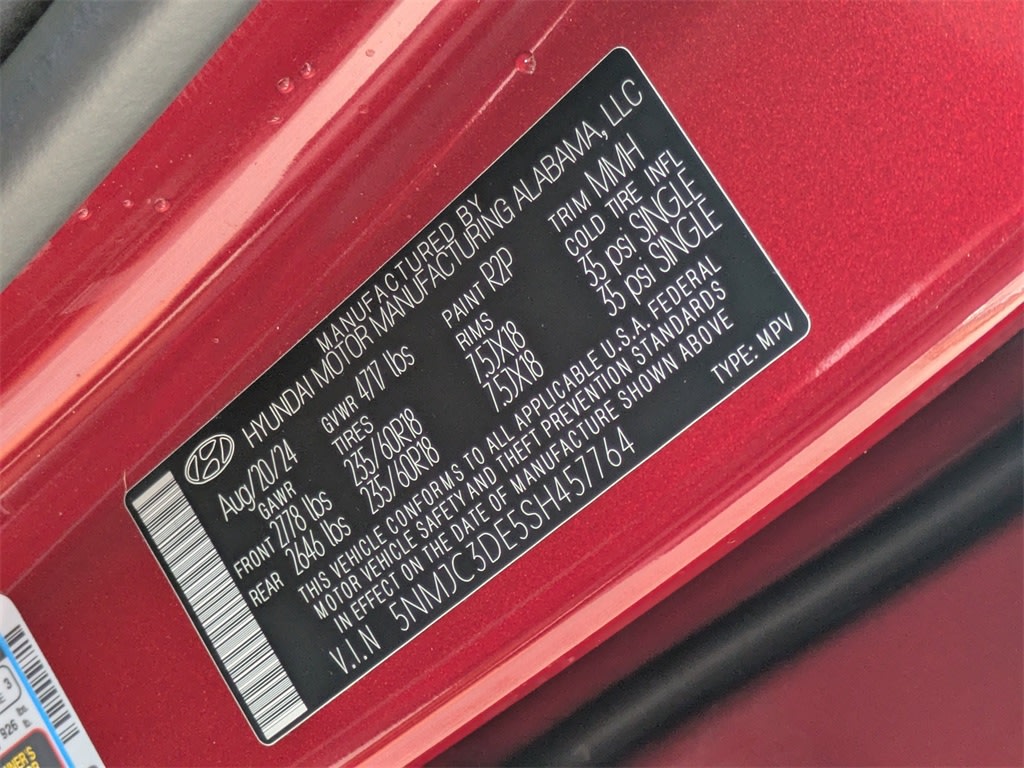 MANUFACTURED BY
HYUNDAI MOTOR MANUFACTURING ALABAMA, LLC
Aug/20/24 GVWR 4717 lbs PAINT R2P TRIM MMH
GAWR TIRES RIMS COLD TIRE INFL
FRONT 2778 lbs 235/60R18 7.5JX18 35 psi SINGLE
REAR 2646 lbs 235/60R18 7.5JX18 35 psi SINGLE
THIS VEHICLE CONFORMS TO ALL APPLICABLE U.S.A. FEDERAL
MOTOR VEHICLE SAFETY AND THEFT PREVENTION STANDARDS
IN EFFECT ON THE DATE OF MANUFACTURE SHOWN ABOVE
V.I.N 5NMJC3DE5SH457764 TYPE: MPV
3
926